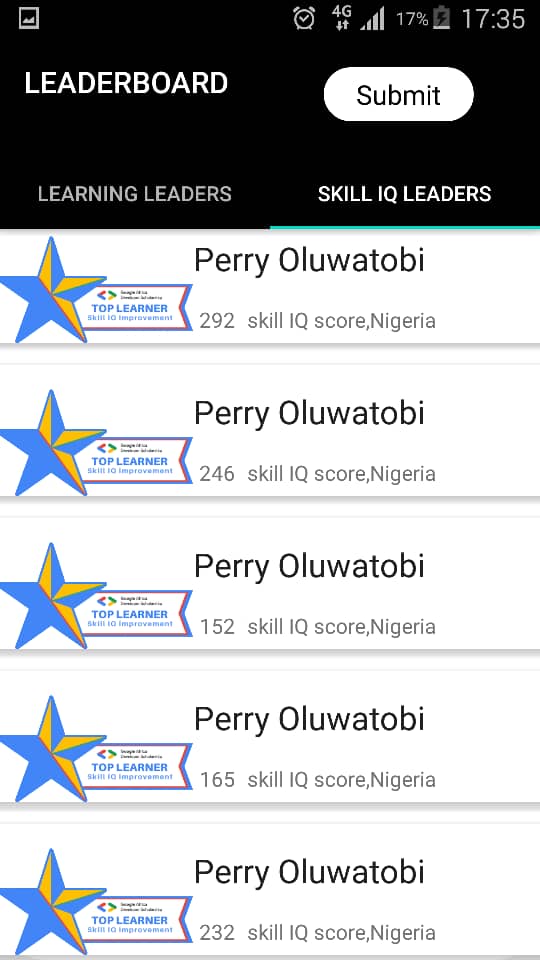 4G 17% 17:35
LEADERBOARD
Submit
LEARNING LEADERS SKILL IQ LEADERS
Perry Oluwatobi
Google Africa
Developer Scholarship
TOP LEARNER
Skill IQ Improvement
292 skill IQ score,Nigeria
Perry Oluwatobi
Google Africa
Developer Scholarship
TOP LEARNER
Skill IQ Improvement
246 skill IQ score,Nigeria
Perry Oluwatobi
Google Africa
Developer Scholarship
TOP LEARNER
Skill IQ Improvement
152 skill IQ score,Nigeria
Perry Oluwatobi
Google Africa
Developer Scholarship
TOP LEARNER
Skill IQ Improvement
165 skill IQ score,Nigeria
Perry Oluwatobi
Google Africa
Developer Scholarship
TOP LEARNER
Skill IQ Improvement
232 skill IQ score,Nigeria